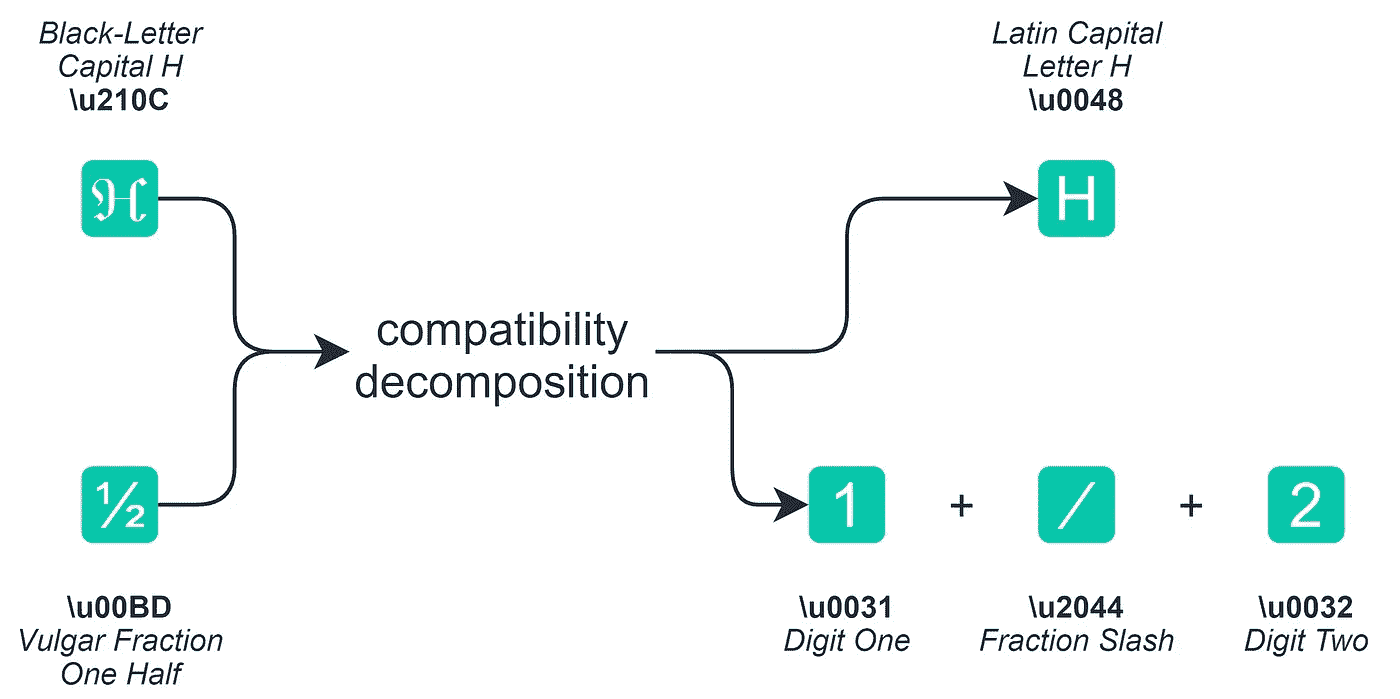 Black-Letter
Capital H
\u210C
ℌ
½
\u00BD
Vulgar Fraction
One Half
compatibility
decomposition
Latin Capital
Letter H
\u0048
H
1 + ⁄ + 2
\u0031 \u2044 \u0032
Digit One Fraction Slash Digit Two